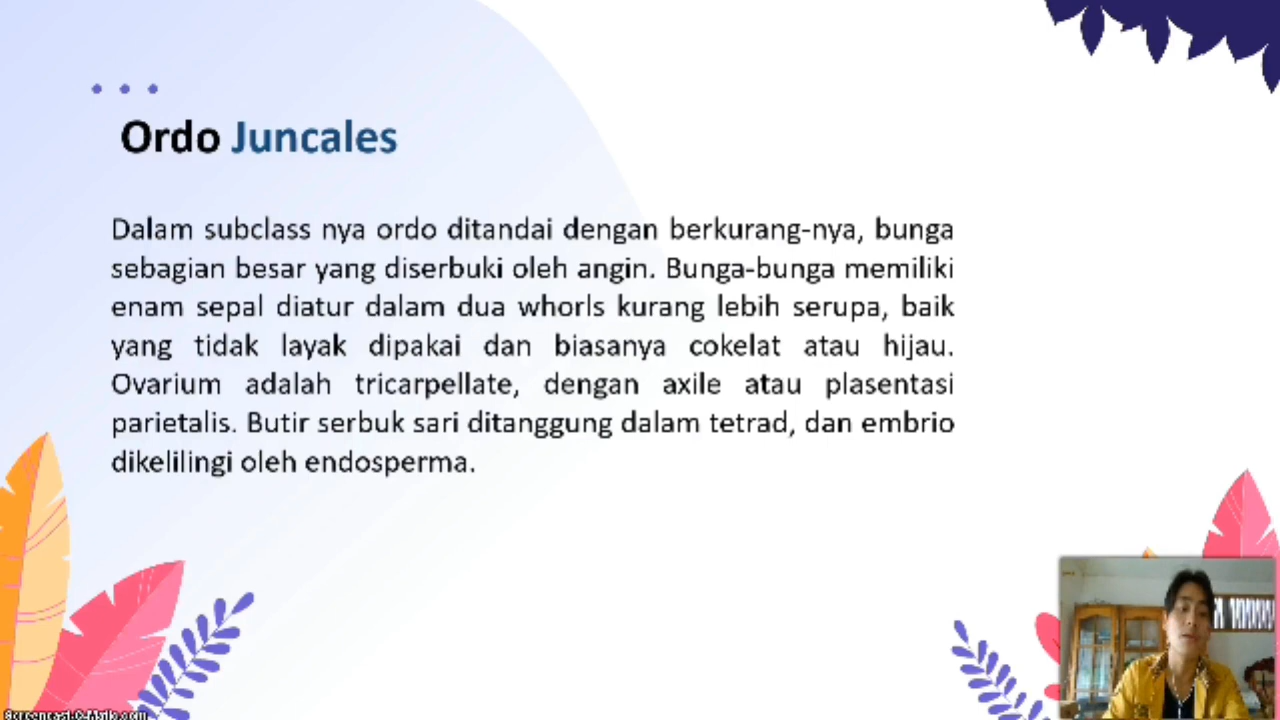 Ordo Juncales
Dalam subclass nya ordo ditandai dengan berkurang-nya, bunga
sebagian besar yang diserbuki oleh angin. Bunga-bunga memiliki
enam sepal diatur dalam dua whorls kurang lebih serupa, baik
yang tidak layak dipakai dan biasanya cokelat atau hijau.
Ovarium adalah tricarpellate, dengan axile atau plasentasi
parietalis. Butir serbuk sari ditanggung dalam tetrad, dan embrio
dikelilingi oleh endosperma.